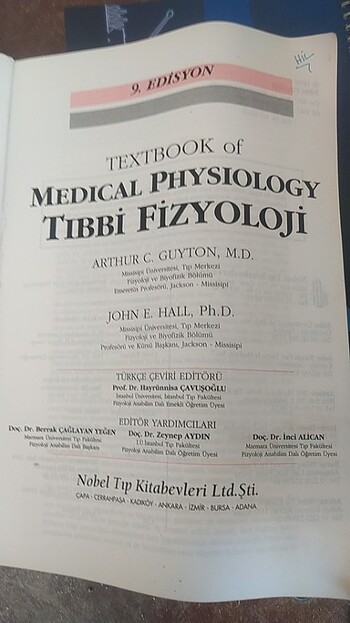 HiL
9. EDİSYON
TEXTBOOK of
MEDICAL PHYSIOLOGY
TIBBİ FİZYOLOJİ
ARTHUR C. GUYTON, M.D.
Missisipi Üniversitesi, Tıp Merkezi
Fizyoloji ve Biyofizik Bölümü
Emeritus Profesörü, Jackson - Missisipi
JOHN E. HALL, Ph.D.
Missisipi Üniversitesi, Tıp Merkezi
Fizyoloji ve Biyofizik Bölümü
Profesörü ve Kürsü Başkanı, Jackson - Missisipi
TÜRKÇE ÇEVİRİ EDİTÖRÜ
Prof. Dr. Hayrünnisa ÇAVUŞOĞLU
İstanbul Üniversitesi, İstanbul Tıp Fakültesi
Fizyoloji Anabilim Dalı Emekli Öğretim Üyesi
EDİTÖR YARDIMCILARI
Doç. Dr. Berrak ÇAĞLAYAN YEĞEN
Marmara Üniversitesi Tıp Fakültesi
Fizyoloji Anabilim Dalı Başkanı
Doç. Dr. Zeynep AYDIN
İ.Ü. İstanbul Tıp Fakültesi
Fizyoloji Anabilim Dalı Öğretim Üyesi
Doç. Dr. İnci ALİCAN
Marmara Üniversitesi Tıp Fakültesi
Fizyoloji Anabilim Dalı Öğretim Üyesi
Nobel Tıp Kitabevleri Ltd.Şti.
ÇAPA - CERRAHPAŞA - KADIKÖY - ANKARA - İZMİR - BURSA - ADANA